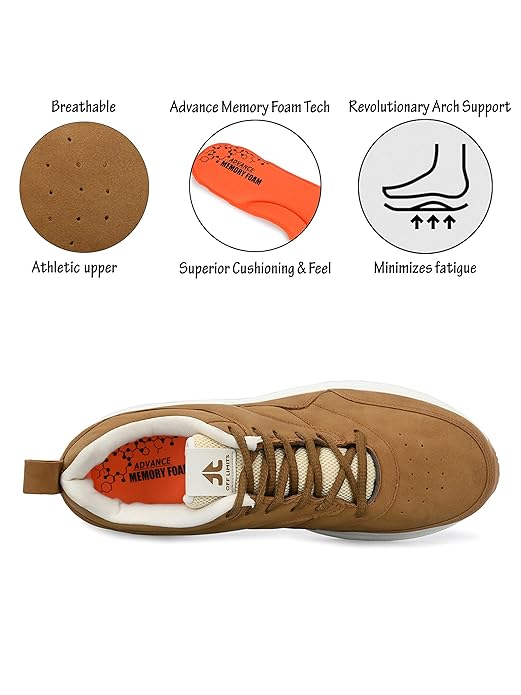 Breathable
Advance Memory Foam Tech
Revolutionary Arch Support
ADVANCE
MEMORY FOAM
Athletic upper
Superior Cushioning & Feel
Minimizes fatigue
ADVANCE
MEMORY FOAM
OFF LIMITS